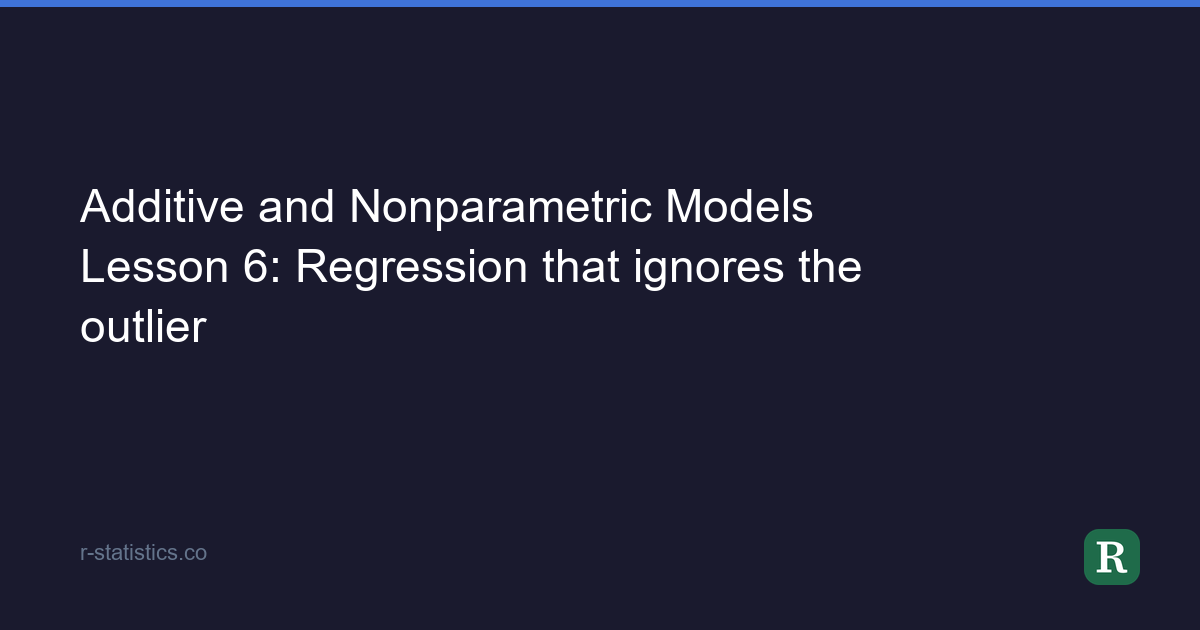 Additive and Nonparametric Models
Lesson 6: Regression that ignores the
outlier
r-statistics.co
R